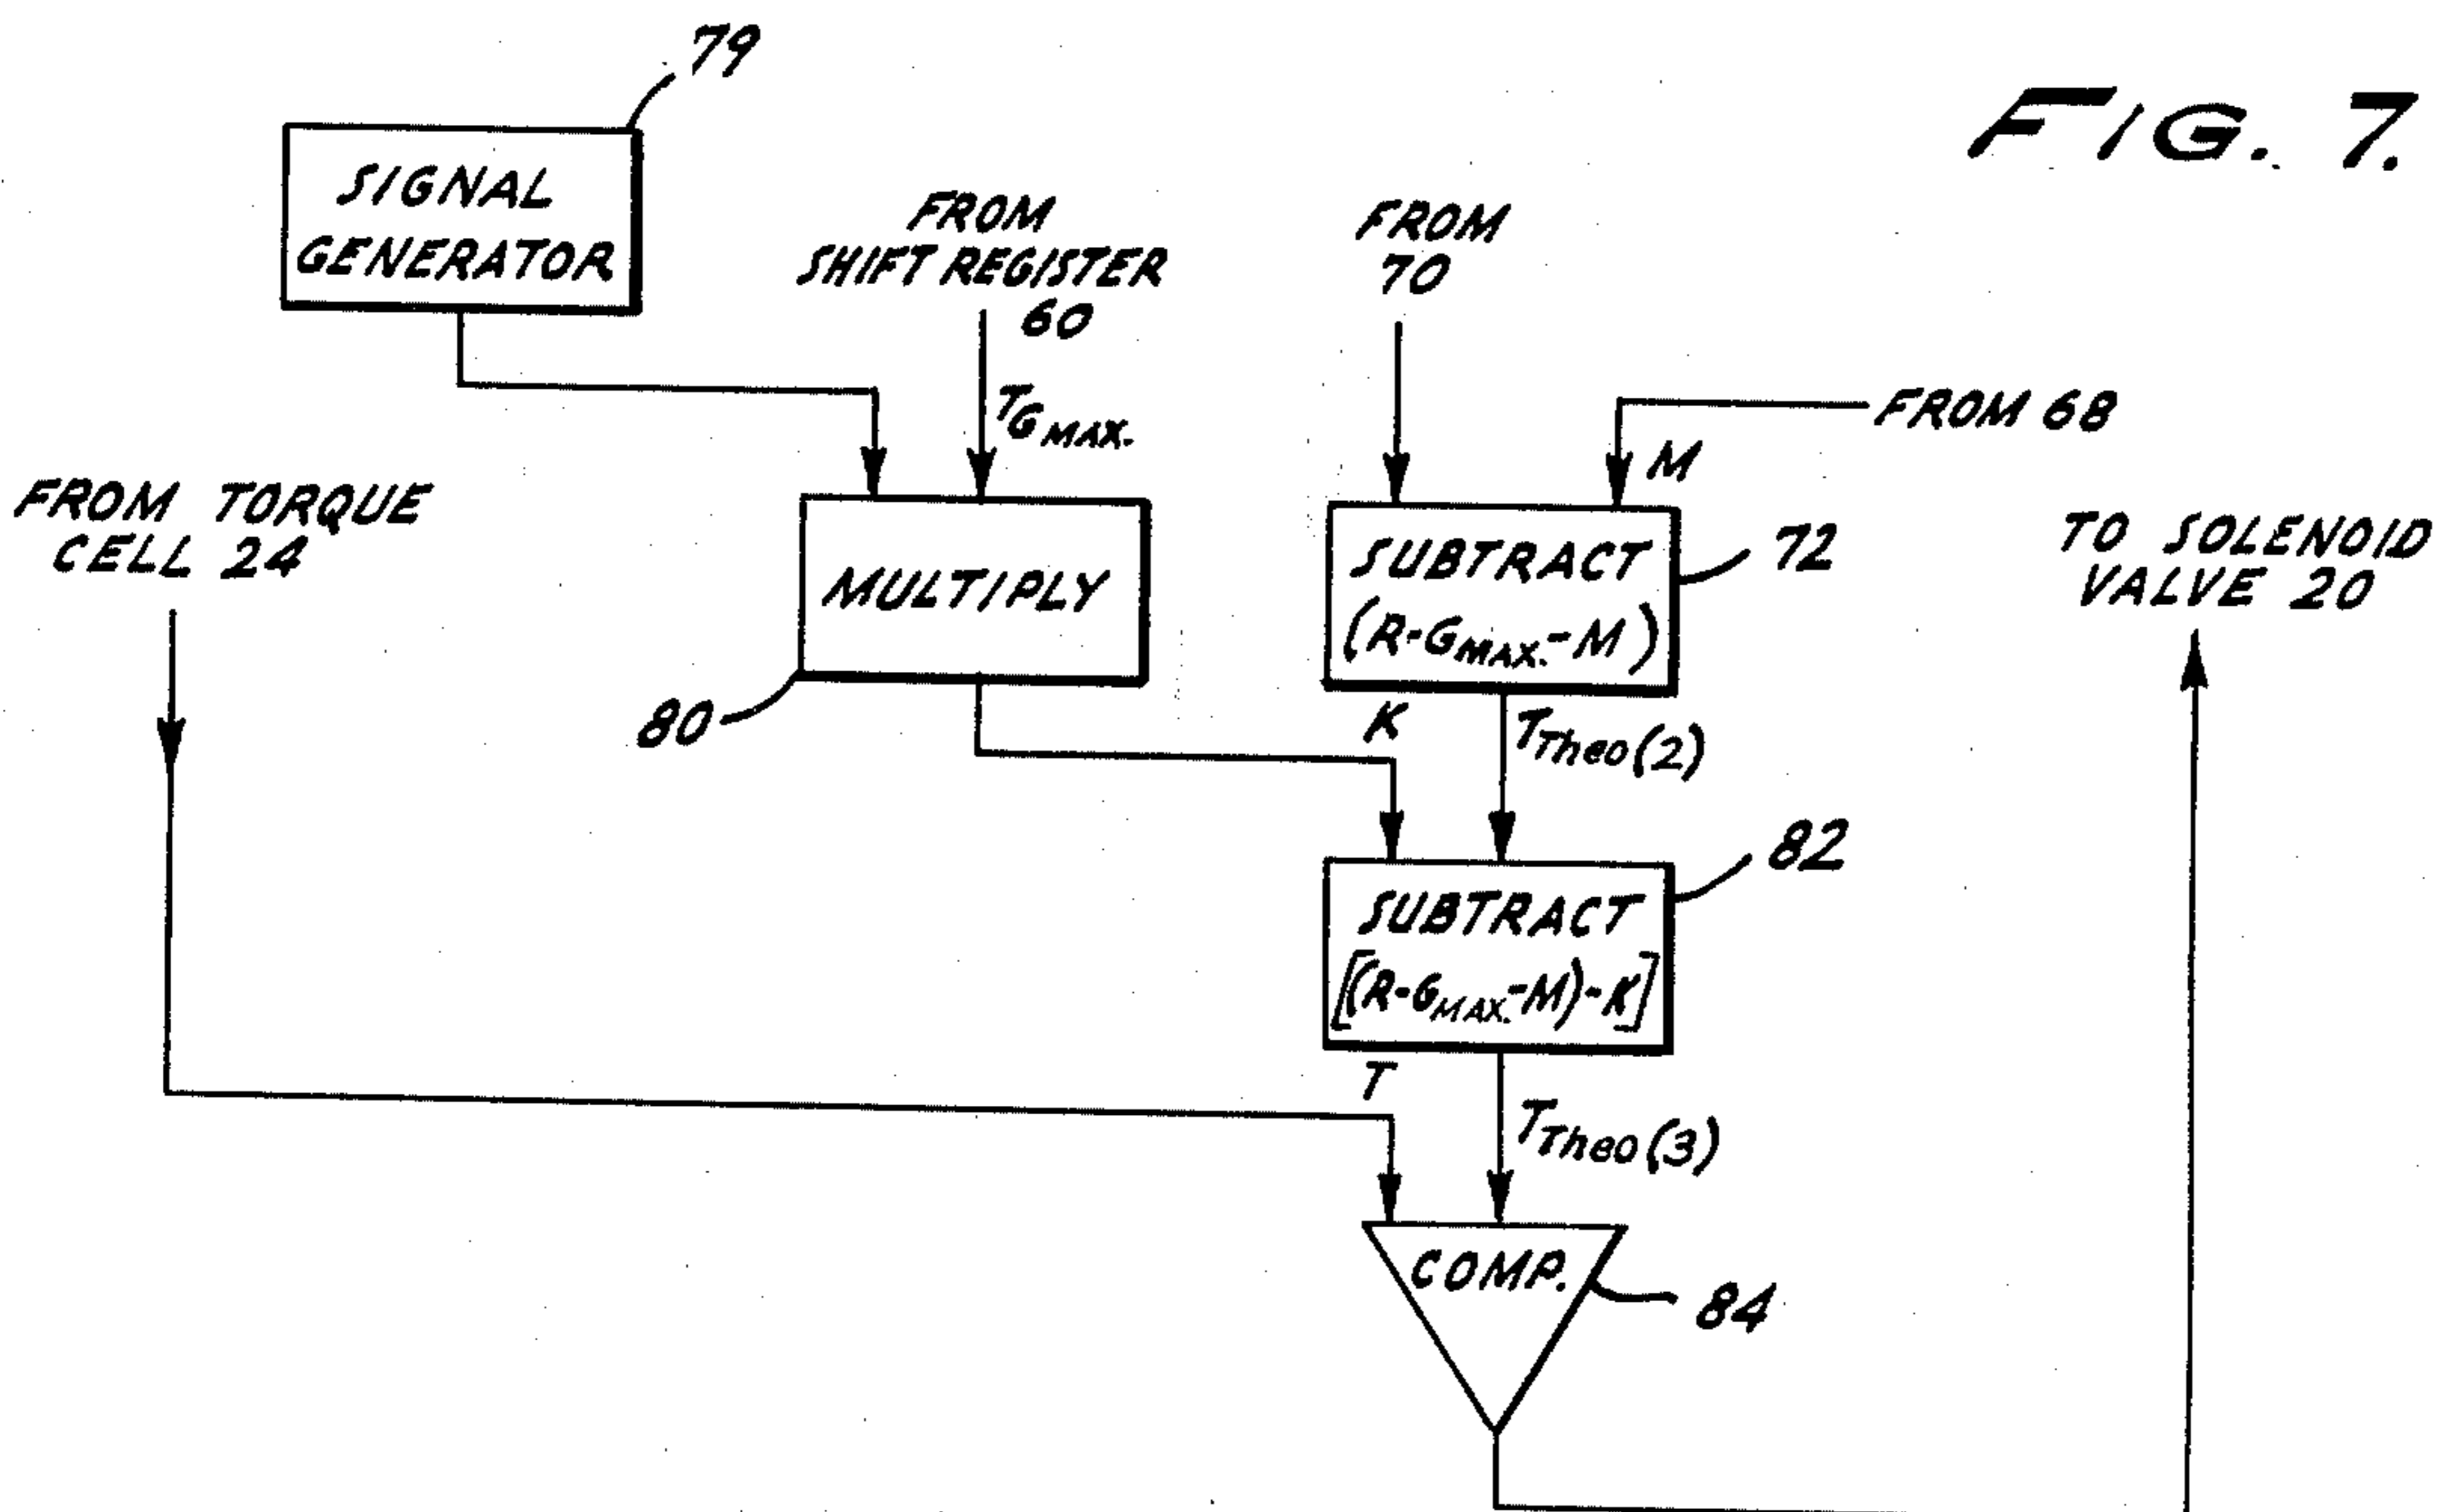 FIG. 7.
79
SIGNAL
GENERATOR
FROM
SHIFT REGISTER
60
FROM
70
TG MAX.
FROM 68
M
FROM TORQUE
CELL 24
MULTIPLY
80
SUBTRACT
(R-GMAX.-M)
72
TO SOLENOID
VALVE 20
K
TTheo(2)
SUBTRACT
[(R-GMAX.-M)-K]
82
T
TTheo(3)
COMP.
84